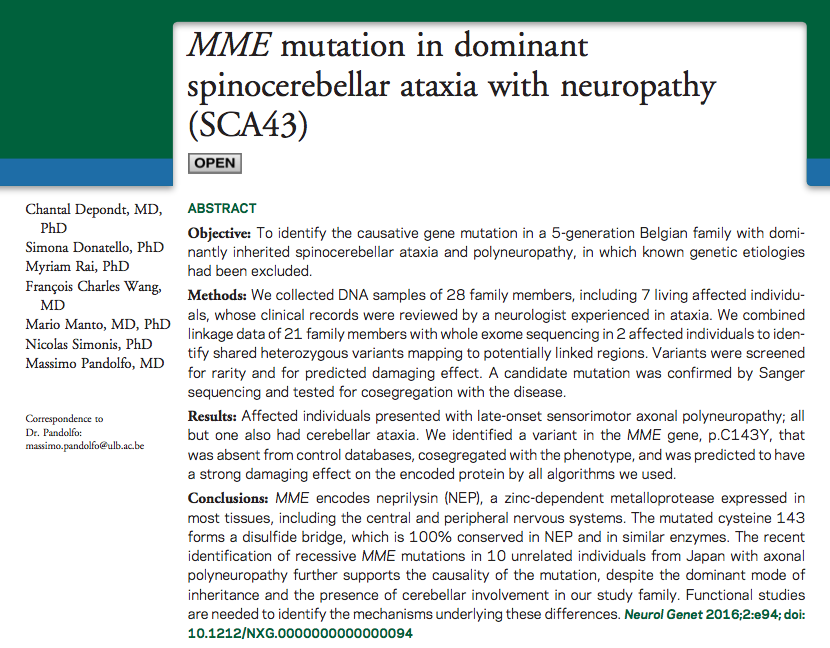 MME mutation in dominant
spinocerebellar ataxia with neuropathy
(SCA43)
OPEN
Chantal Depondt, MD,
PhD
Simona Donatello, PhD
Myriam Rai, PhD
François Charles Wang,
MD
Mario Manto, MD, PhD
Nicolas Simonis, PhD
Massimo Pandolfo, MD
Correspondence to
Dr. Pandolfo:
massimo.pandolfo@ulb.ac.be
ABSTRACT
Objective: To identify the causative gene mutation in a 5-generation Belgian family with domi-
nantly inherited spinocerebellar ataxia and polyneuropathy, in which known genetic etiologies
had been excluded.
Methods: We collected DNA samples of 28 family members, including 7 living affected individu-
als, whose clinical records were reviewed by a neurologist experienced in ataxia. We combined
linkage data of 21 family members with whole exome sequencing in 2 affected individuals to iden-
tify shared heterozygous variants mapping to potentially linked regions. Variants were screened
for rarity and for predicted damaging effect. A candidate mutation was confirmed by Sanger
sequencing and tested for cosegregation with the disease.
Results: Affected individuals presented with late-onset sensorimotor axonal polyneuropathy; all
but one also had cerebellar ataxia. We identified a variant in the MME gene, p.C143Y, that
was absent from control databases, cosegregated with the phenotype, and was predicted to have
a strong damaging effect on the encoded protein by all algorithms we used.
Conclusions: MME encodes neprilysin (NEP), a zinc-dependent metalloprotease expressed in
most tissues, including the central and peripheral nervous systems. The mutated cysteine 143
forms a disulfide bridge, which is 100% conserved in NEP and in similar enzymes. The recent
identification of recessive MME mutations in 10 unrelated individuals from Japan with axonal
polyneuropathy further supports the causality of the mutation, despite the dominant mode of
inheritance and the presence of cerebellar involvement in our study family. Functional studies
are needed to identify the mechanisms underlying these differences. Neurol Genet 2016;2:e94; doi:
10.1212/NXG.0000000000000094